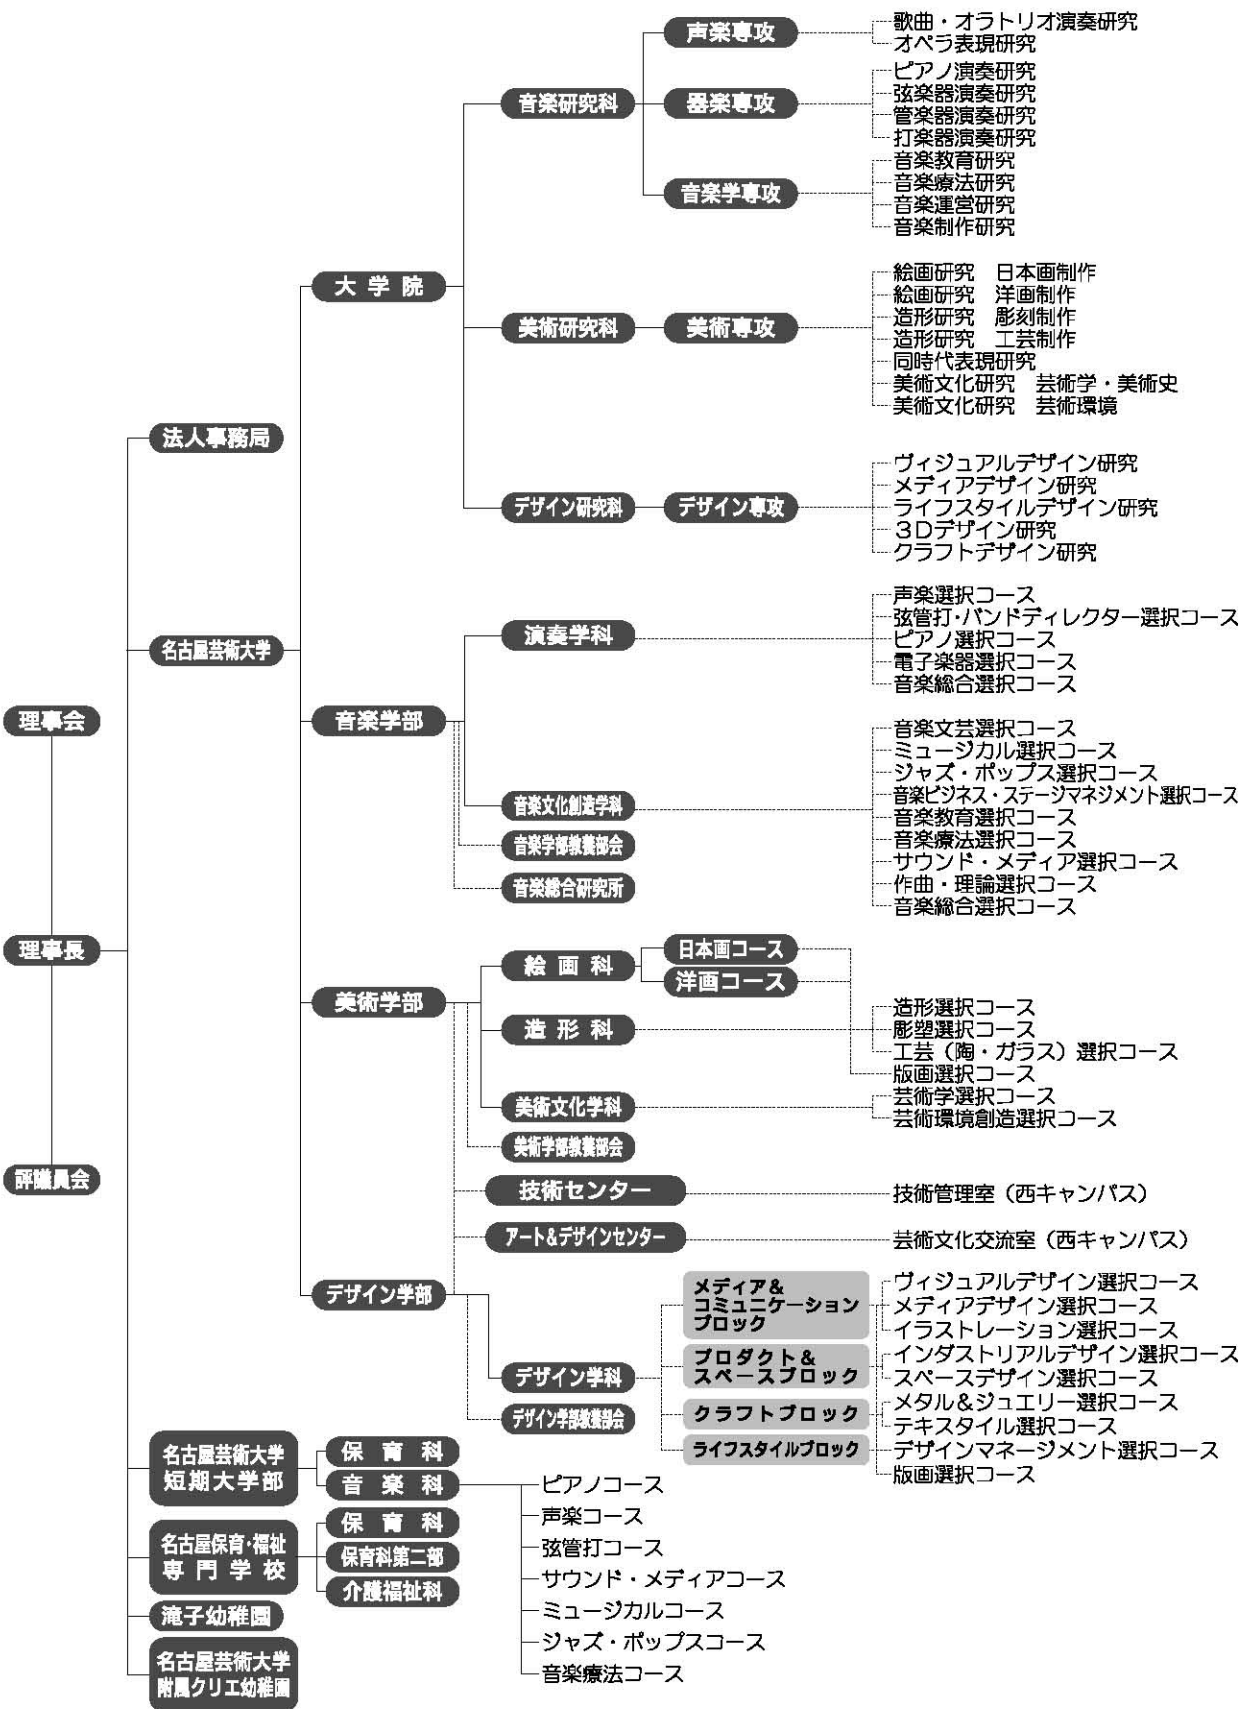 理事会
理事長
評議員会
法人事務局
名古屋芸術大学
大学院
音楽研究科
声楽専攻
歌曲・オラトリオ演奏研究
オペラ表現研究
器楽専攻
ピアノ演奏研究
弦楽器演奏研究
管楽器演奏研究
打楽器演奏研究
音楽学専攻
音楽教育研究
音楽療法研究
音楽運営研究
音楽制作研究
美術研究科
美術専攻
絵画研究 日本画制作
絵画研究 洋画制作
造形研究 彫刻制作
造形研究 工芸制作
同時代表現研究
美術文化研究 芸術学・美術史
美術文化研究 芸術環境
デザイン研究科
デザイン専攻
ヴィジュアルデザイン研究
メディアデザイン研究
ライフスタイルデザイン研究
3Dデザイン研究
クラフトデザイン研究
音楽学部
演奏学科
声楽選択コース
弦管打・バンドディレクター選択コース
ピアノ選択コース
電子楽器選択コース
音楽総合選択コース
音楽文化創造学科
音楽文芸選択コース
ミュージカル選択コース
ジャズ・ポップス選択コース
音楽ビジネス・ステージマネジメント選択コース
音楽教育選択コース
音楽療法選択コース
サウンド・メディア選択コース
作曲・理論選択コース
音楽総合選択コース
音楽学部教養部会
音楽総合研究所
美術学部
絵画科
日本画コース
洋画コース
造形科
造形選択コース
彫塑選択コース
工芸（陶・ガラス）選択コース
版画選択コース
美術文化学科
芸術学選択コース
芸術環境創造選択コース
美術学部教養部会
技術センター
技術管理室（西キャンパス）
アート&デザインセンター
芸術文化交流室（西キャンパス）
デザイン学部
デザイン学科
メディア&
コミュニケーション
ブロック
ヴィジュアルデザイン選択コース
メディアデザイン選択コース
イラストレーション選択コース
プロダクト&
スペースブロック
インダストリアルデザイン選択コース
スペースデザイン選択コース
クラフトブロック
メタル&ジュエリー選択コース
テキスタイル選択コース
ライフスタイルブロック
デザインマネージメント選択コース
版画選択コース
デザイン学部教養部会
名古屋芸術大学
短期大学部
保育科
音楽科
ピアノコース
声楽コース
弦管打コース
サウンド・メディアコース
ミュージカルコース
ジャズ・ポップスコース
音楽療法コース
名古屋保育・福祉
専門学校
保育科
保育科第二部
介護福祉科
滝子幼稚園
名古屋芸術大学
附属クリエ幼稚園